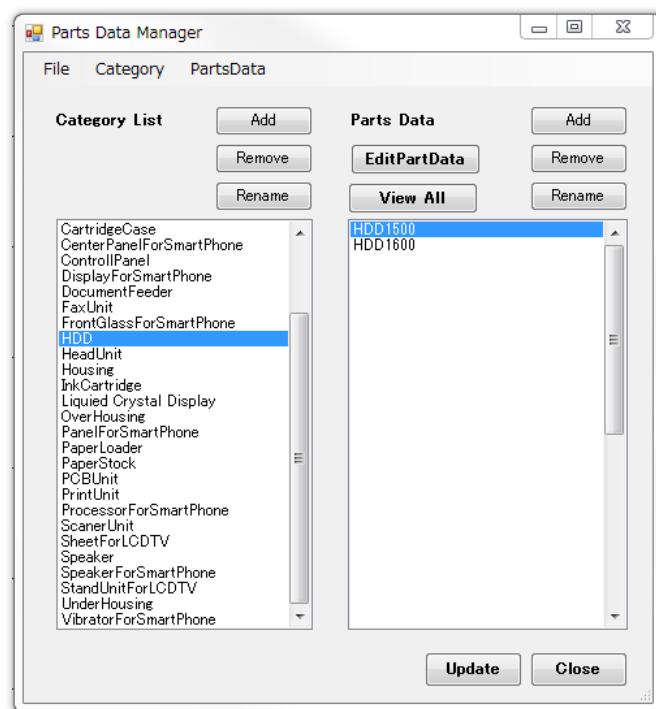 Parts Data Manager
File Category PartsData
Category List Add Parts Data Add
Remove EditPartData Remove
Rename View All Rename
CartridgeCase HDD1500
CenterPanelForSmartPhone HDD1600
ControllPanel
DisplayForSmartPhone
DocumentFeeder
FaxUnit
FrontGlassForSmartPhone
HDD
HeadUnit
Housing
InkCartridge
Liquied Crystal Display
OverHousing
PanelForSmartPhone
PaperLoader
PaperStock
PCBUnit
PrintUnit
ProcessorForSmartPhone
ScanerUnit
SheetForLCDTV
Speaker
SpeakerForSmartPhone
StandUnitForLCDTV
UnderHousing
VibratorForSmartPhone
Update Close